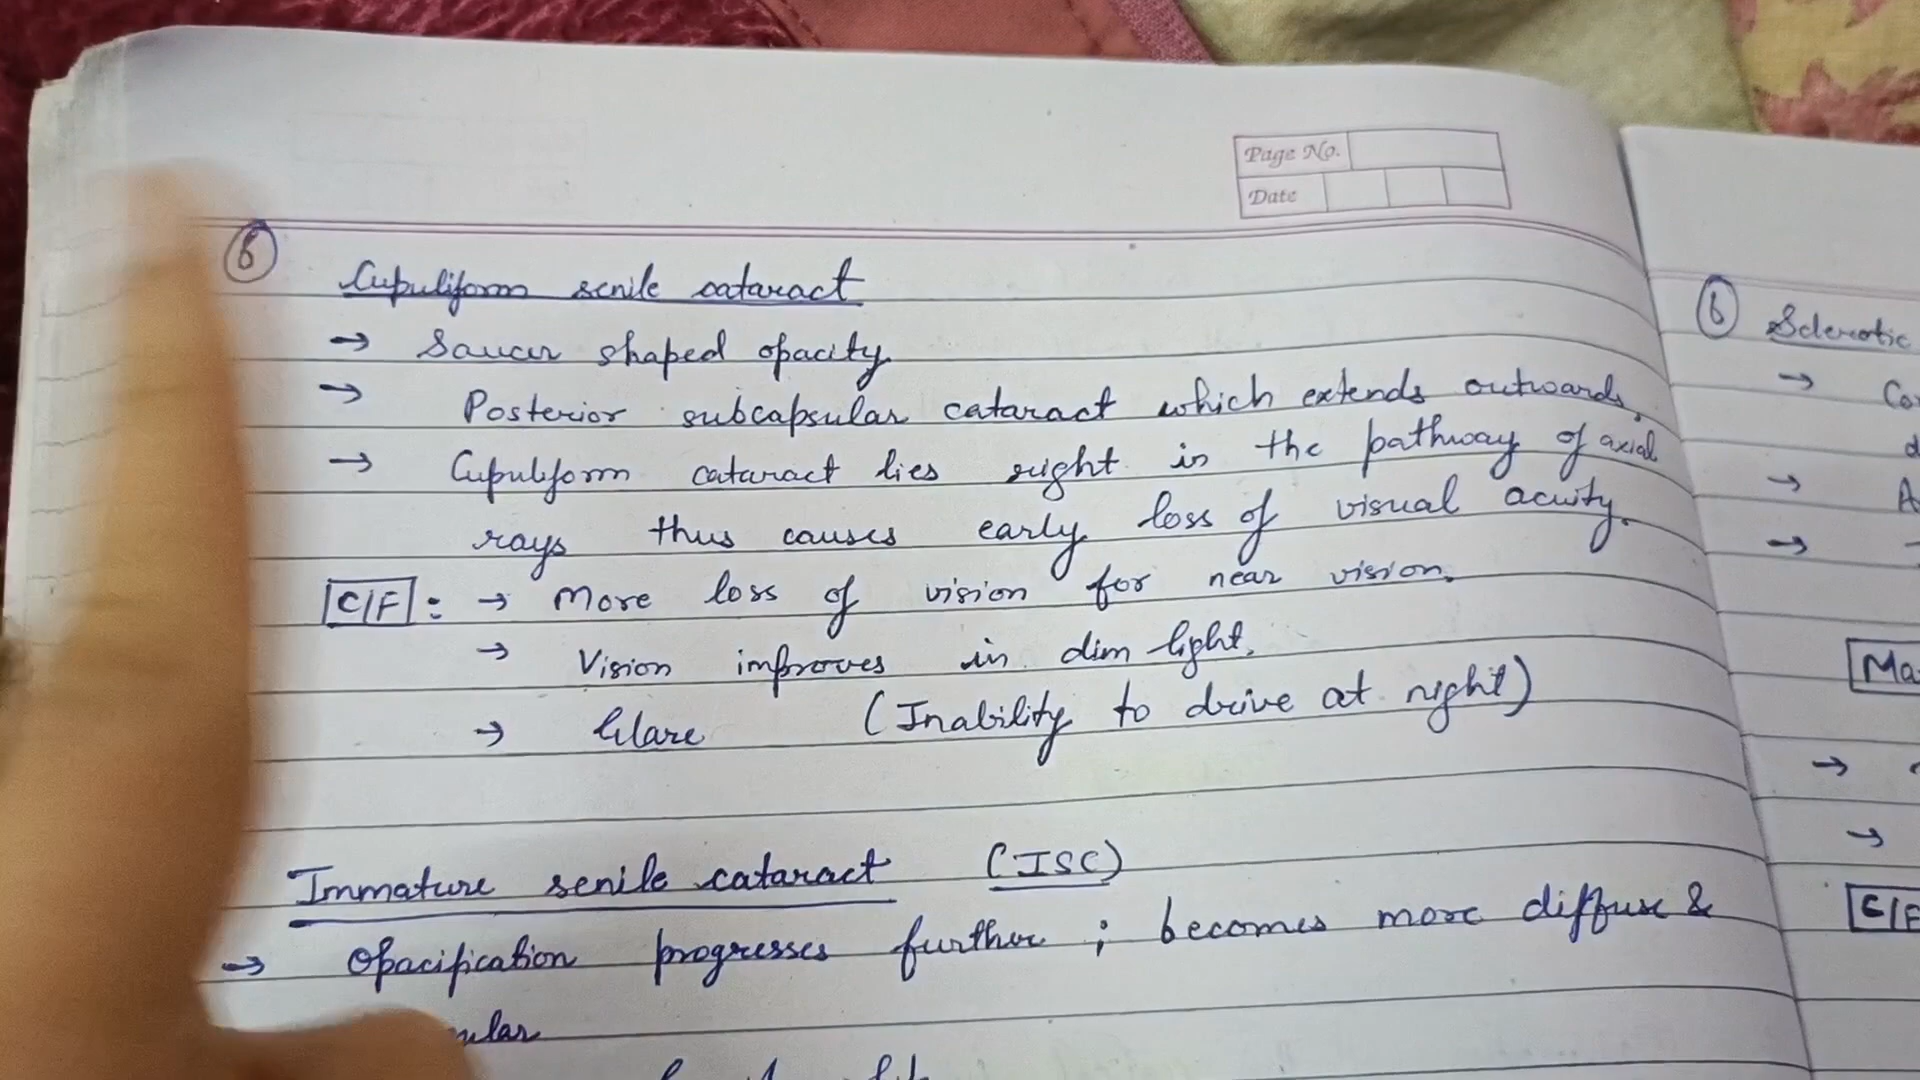 Page No.
Date
6
Cupuliform senile cataract
→ Saucer shaped opacity
→ Posterior subcapsular cataract which extends outwards.
→ Cupuliform cataract lies right in the pathway of axial
rays thus causes early loss of visual acuity.
C/F : → More loss of vision for near vision.
→ Vision improves in dim light.
→ Glare (Inability to drive at night)
Immature senile cataract (ISC)
→ Opacification progresses further ; becomes more diffuse &
6 Sclerotic
→
→ A
→
→
→
C/F